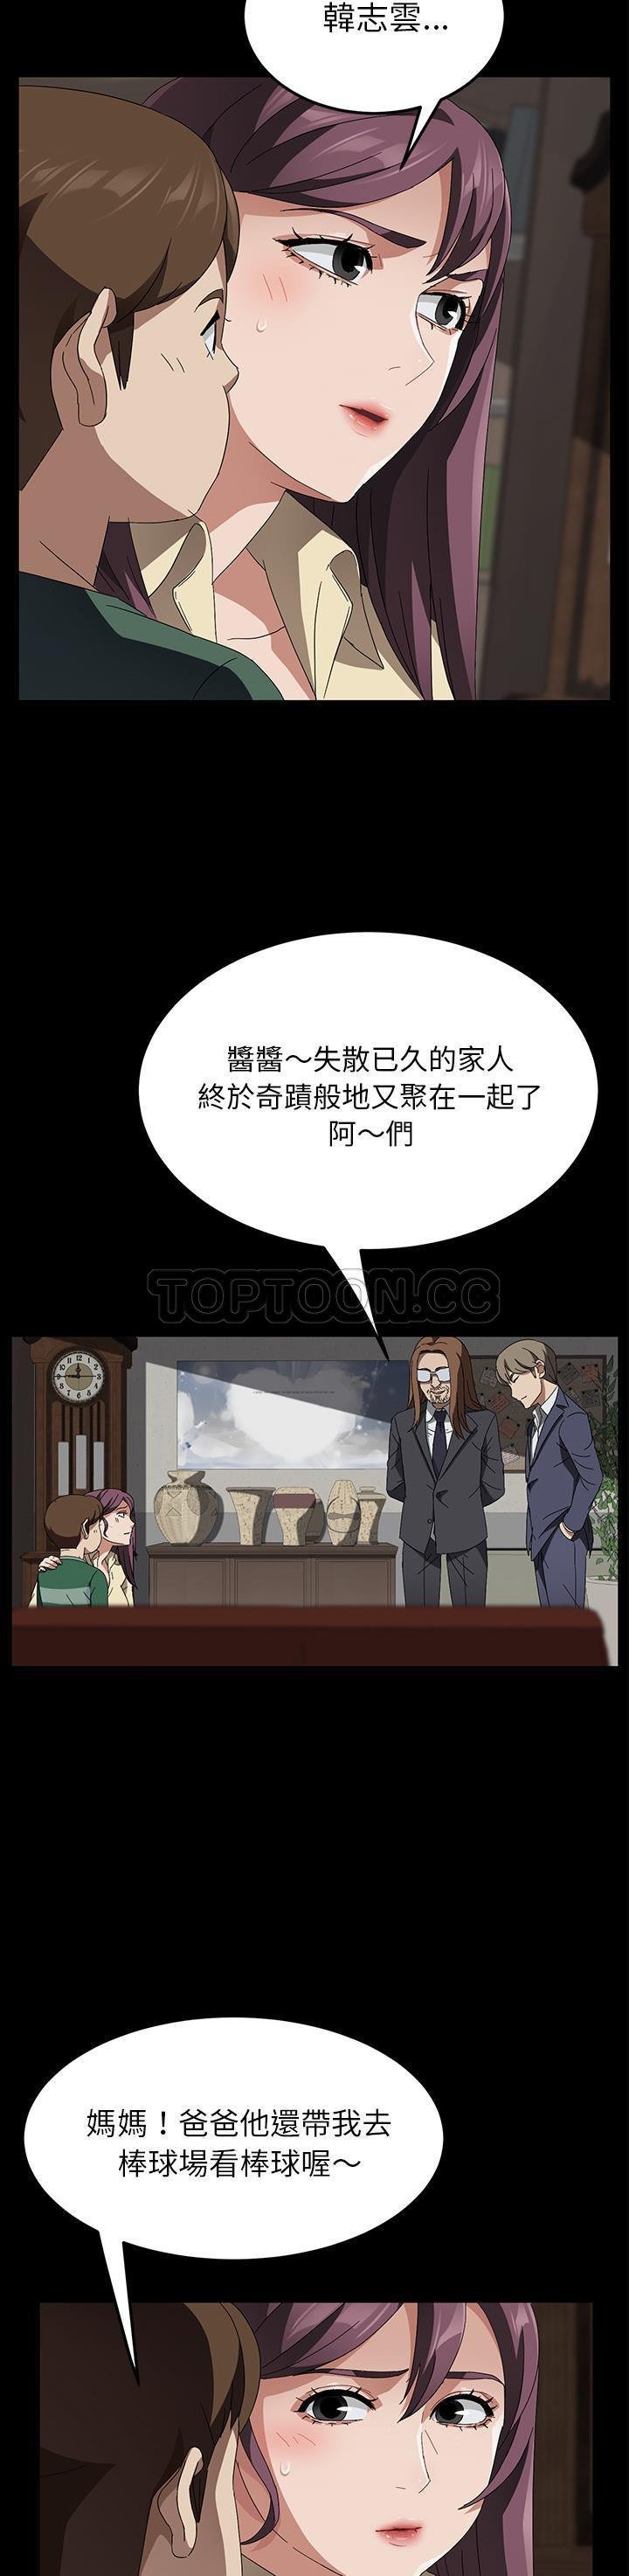 韓志雲...
醬醬～失散已久的家人
終於奇蹟般地又聚在一起了
阿～們
TOPTOON.CC
媽媽！爸爸他還帶我去
棒球場看棒球喔～